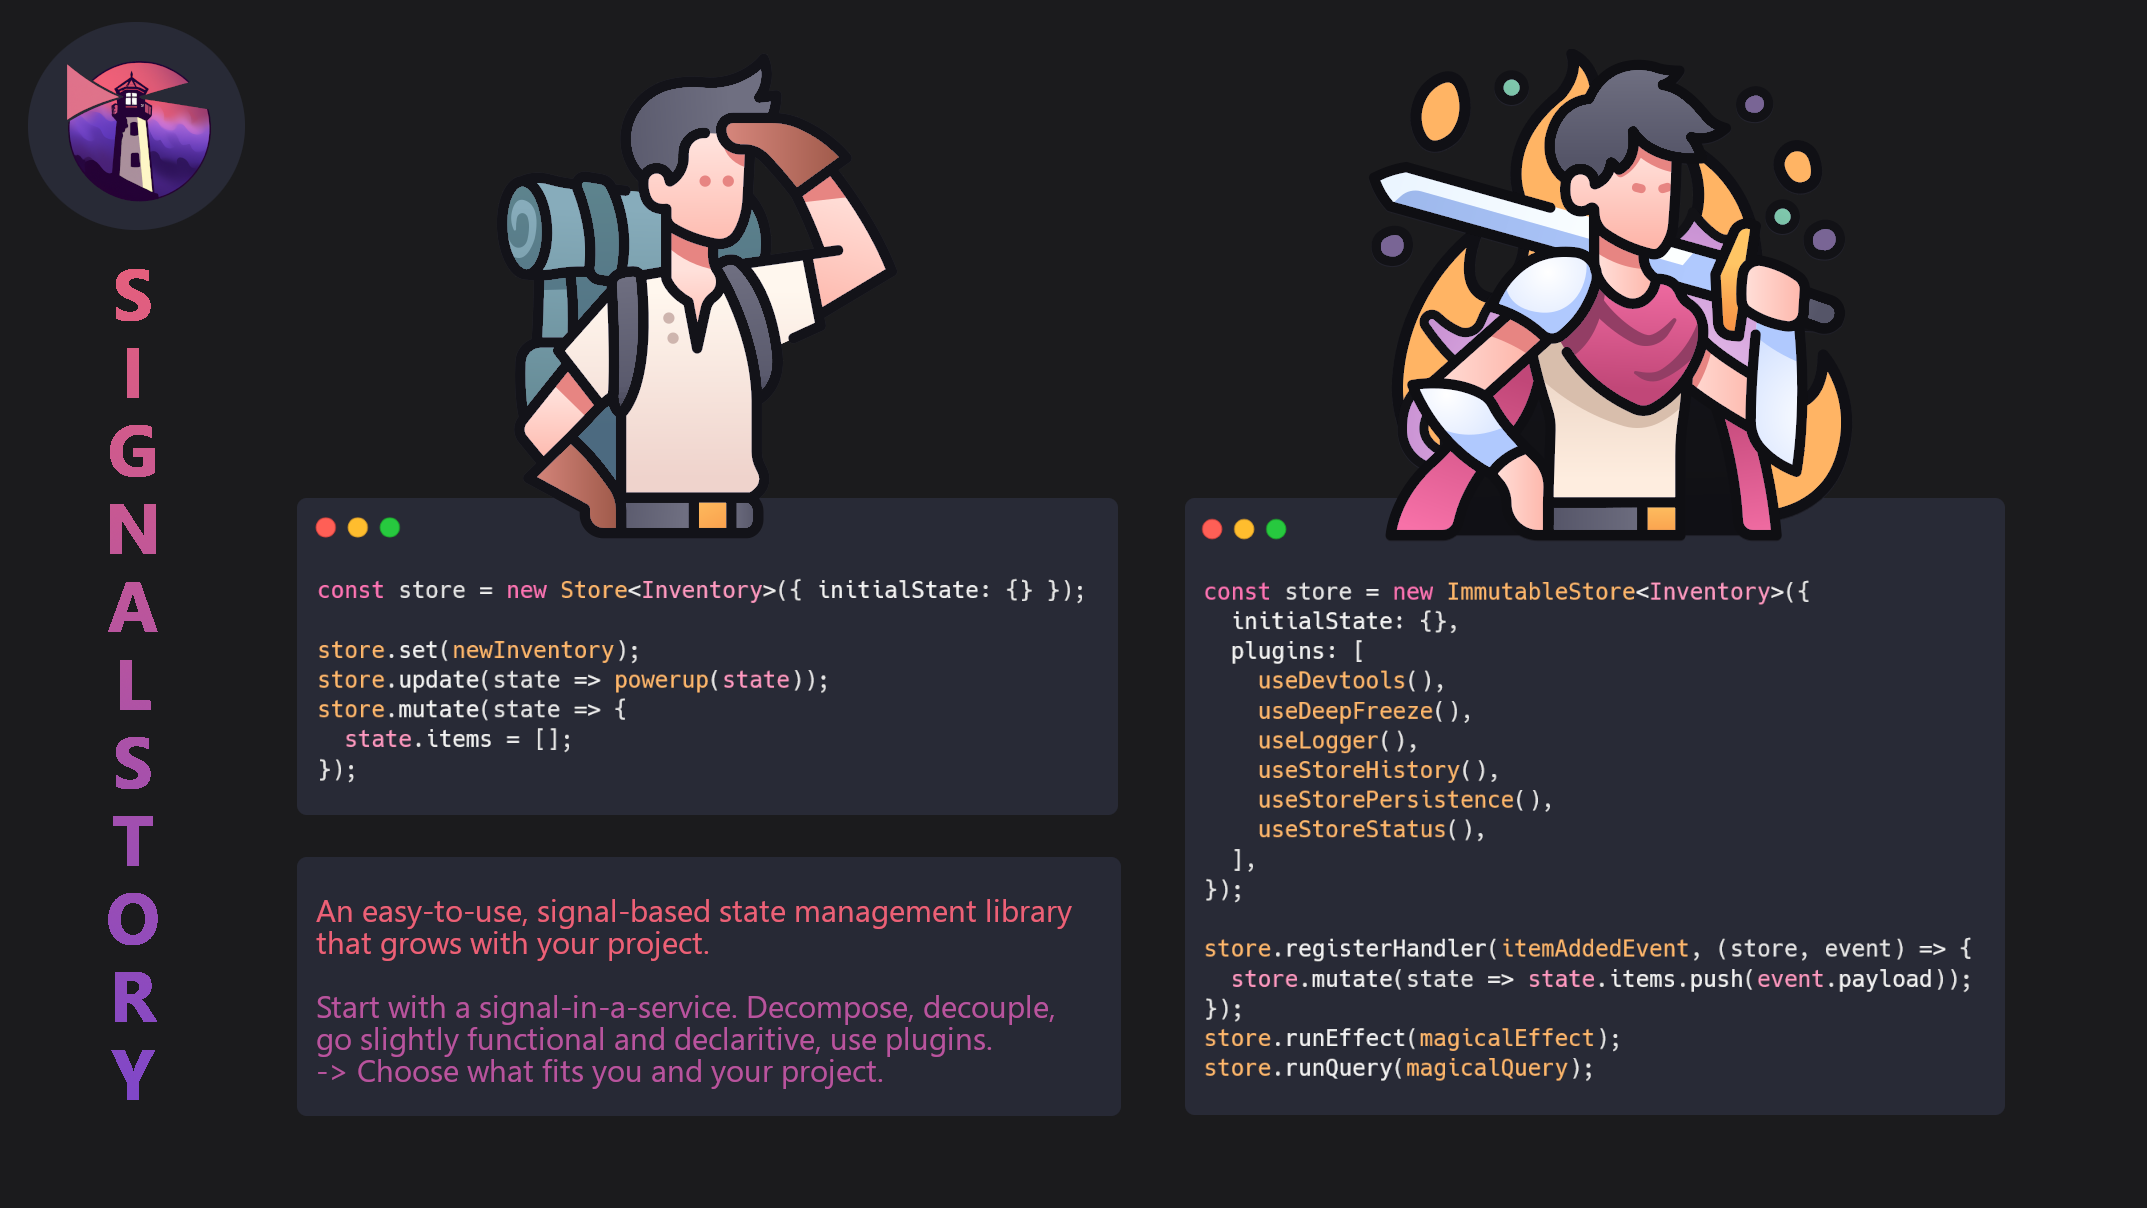 SIGNALSTORY
const store = new Store<Inventory>({ initialState: {} });
store.set(newInventory);
store.update(state => powerup(state));
store.mutate(state => {
  state.items = [];
});
An easy-to-use, signal-based state management library
that grows with your project.
Start with a signal-in-a-service. Decompose, decouple,
go slightly functional and declaritive, use plugins.
-> Choose what fits you and your project.
const store = new ImmutableStore<Inventory>({
  initialState: {},
  plugins: [
    useDevtools(),
    useDeepFreeze(),
    useLogger(),
    useStoreHistory(),
    useStorePersistence(),
    useStoreStatus(),
  ],
});
store.registerHandler(itemAddedEvent, (store, event) => {
  store.mutate(state => state.items.push(event.payload));
});
store.runEffect(magicalEffect);
store.runQuery(magicalQuery);